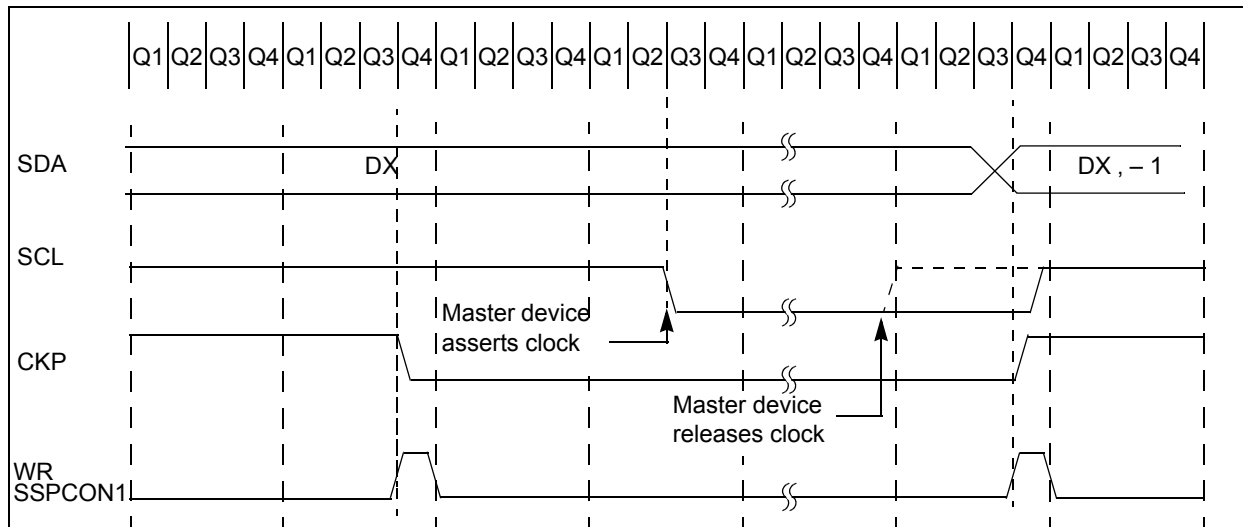 Q1 Q2 Q3 Q4 Q1 Q2 Q3 Q4 Q1 Q2 Q3 Q4 Q1 Q2 Q3 Q4 Q1 Q2 Q3 Q4 Q1 Q2 Q3 Q4 Q1 Q2 Q3 Q4
SDA
DX
DX , – 1
SCL
Master device
asserts clock
CKP
Master device
releases clock
WR
SSPCON1